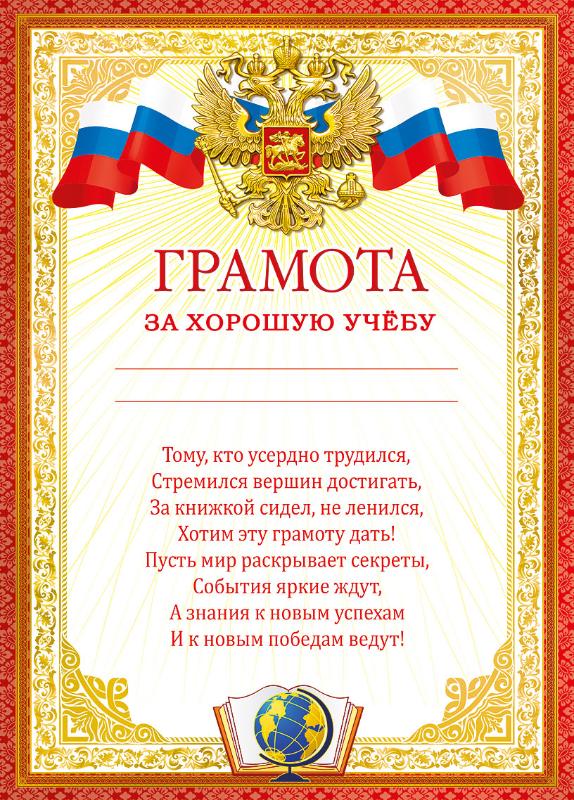 ГРАМОТА
ЗА ХОРОШУЮ УЧЁБУ
Тому, кто усердно трудился,
Стремился вершин достигать,
За книжкой сидел, не ленился,
Хотим эту грамоту дать!
Пусть мир раскрывает секреты,
События яркие ждут,
А знания к новым успехам
И к новым победам ведут!